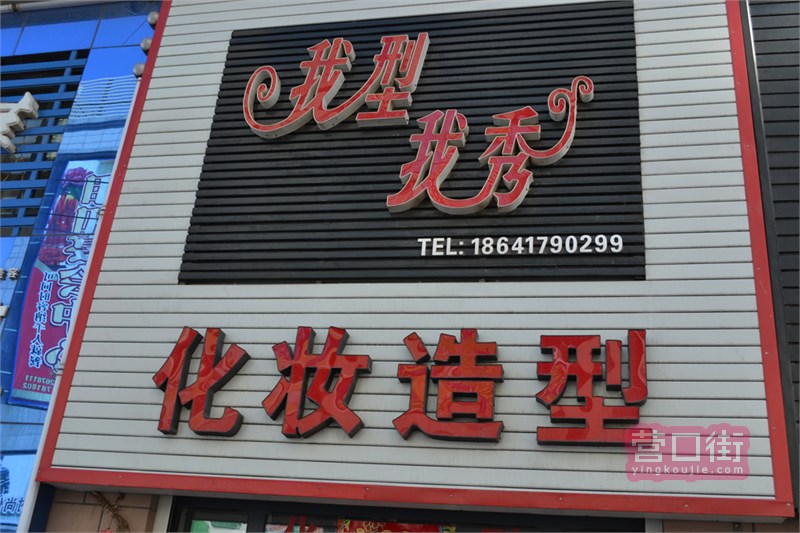 我型
我秀
TEL: 18641790299
化妆造型
营口街
yingkoujie.com